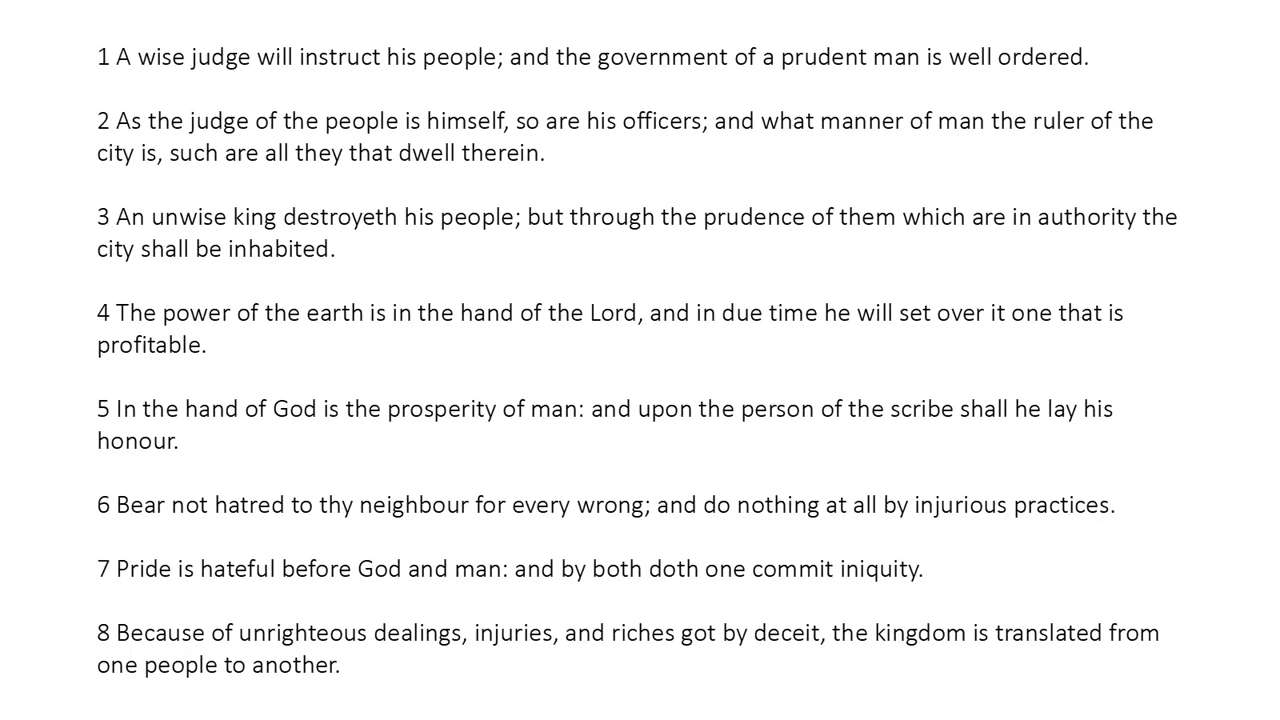 1 A wise judge will instruct his people; and the government of a prudent man is well ordered.
2 As the judge of the people is himself, so are his officers; and what manner of man the ruler of the
city is, such are all they that dwell therein.
3 An unwise king destroyeth his people; but through the prudence of them which are in authority the
city shall be inhabited.
4 The power of the earth is in the hand of the Lord, and in due time he will set over it one that is
profitable.
5 In the hand of God is the prosperity of man: and upon the person of the scribe shall he lay his
honour.
6 Bear not hatred to thy neighbour for every wrong; and do nothing at all by injurious practices.
7 Pride is hateful before God and man: and by both doth one commit iniquity.
8 Because of unrighteous dealings, injuries, and riches got by deceit, the kingdom is translated from
one people to another.